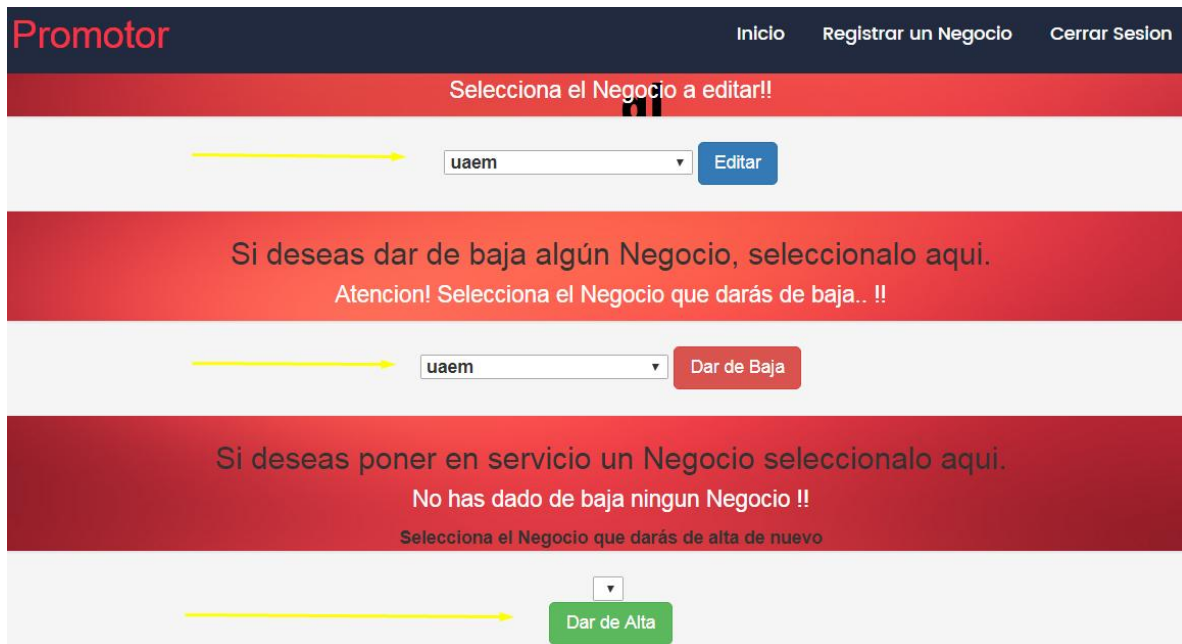 Promotor
Inicio Registrar un Negocio Cerrar Sesion
Selecciona el Negocio a editar!!
uaem Editar
Si deseas dar de baja algún Negocio, seleccionalo aqui.
Atencion! Selecciona el Negocio que darás de baja.. !!
uaem Dar de Baja
Si deseas poner en servicio un Negocio seleccionalo aqui.
No has dado de baja ningun Negocio !!
Selecciona el Negocio que darás de alta de nuevo
Dar de Alta